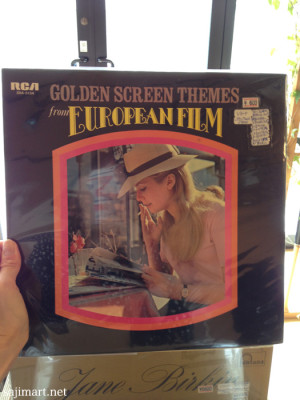 RCA
GOLDEN SCREEN THEMES
from EUROPEAN FILM
Jane Birkin
ajimart.net